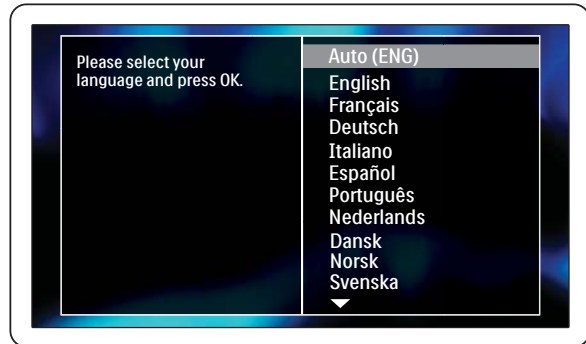 Please select your
language and press OK.
Auto (ENG)
English
Français
Deutsch
Italiano
Español
Português
Nederlands
Dansk
Norsk
Svenska